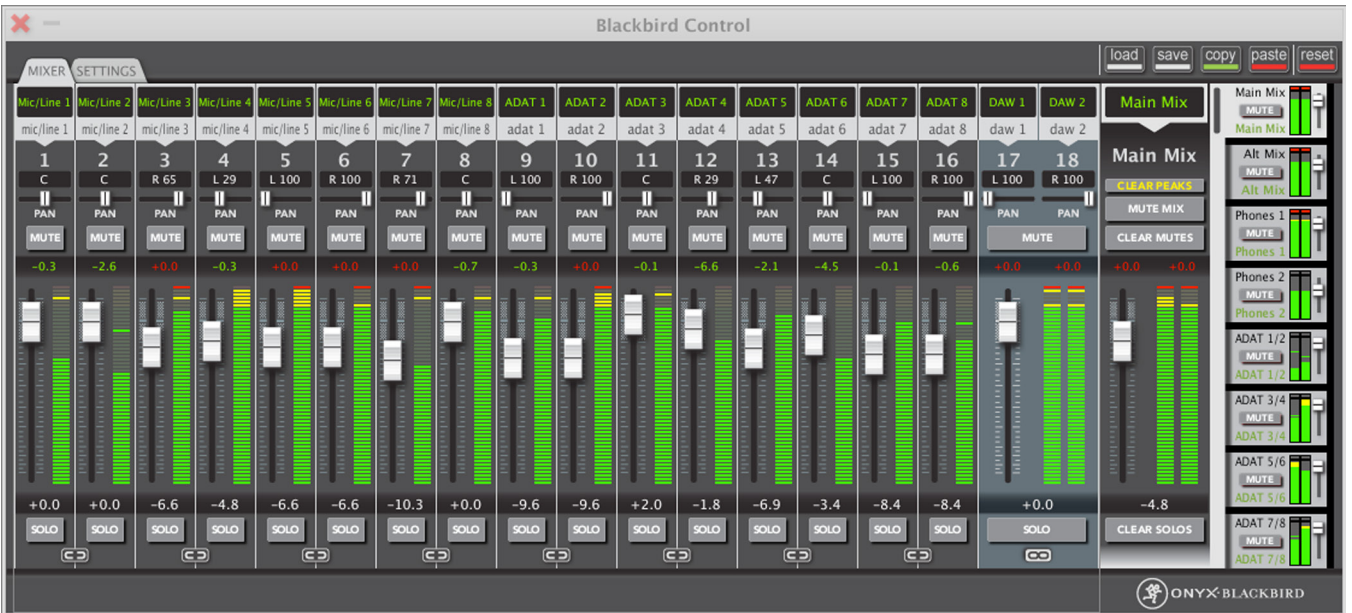 Blackbird Control
load save copy paste reset
MIXER SETTINGS
Mic/Line 1 Mic/Line 2 Mic/Line 3 Mic/Line 4 Mic/Line 5 Mic/Line 6 Mic/Line 7 Mic/Line 8 ADAT 1 ADAT 2 ADAT 3 ADAT 4 ADAT 5 ADAT 6 ADAT 7 ADAT 8 DAW 1 DAW 2 Main Mix
mic/line 1 mic/line 2 mic/line 3 mic/line 4 mic/line 5 mic/line 6 mic/line 7 mic/line 8 adat 1 adat 2 adat 3 adat 4 adat 5 adat 6 adat 7 adat 8 daw 1 daw 2
1 2 3 4 5 6 7 8 9 10 11 12 13 14 15 16 17 18 Main Mix
C C R 65 L 29 L 100 R 100 R 71 C L 100 R 100 C R 29 L 47 C L 100 R 100 L 100 R 100
CLEAR PEAKS
PAN PAN PAN PAN PAN PAN PAN PAN PAN PAN PAN PAN PAN PAN PAN PAN PAN PAN MUTE MIX
MUTE MUTE MUTE MUTE MUTE MUTE MUTE MUTE MUTE MUTE MUTE MUTE MUTE MUTE MUTE MUTE MUTE CLEAR MUTES
-0.3 -2.6 +0.0 -0.3 +0.0 +0.0 +0.0 -0.7 -0.3 +0.0 -0.1 -6.6 -2.1 -4.5 -0.1 -0.6 +0.0 +0.0 +0.0 +0.0
+0.0 +0.0 -6.6 -4.8 -6.6 -6.6 -10.3 +0.0 -9.6 -9.6 +2.0 -1.8 -6.9 -3.4 -8.4 -8.4 +0.0 -4.8
SOLO SOLO SOLO SOLO SOLO SOLO SOLO SOLO SOLO SOLO SOLO SOLO SOLO SOLO SOLO SOLO SOLO CLEAR SOLOS
Main Mix
MUTE
Main Mix
Alt Mix
MUTE
Alt Mix
Phones 1
MUTE
Phones 1
Phones 2
MUTE
Phones 2
ADAT 1/2
MUTE
ADAT 1/2
ADAT 3/4
MUTE
ADAT 3/4
ADAT 5/6
MUTE
ADAT 5/6
ADAT 7/8
MUTE
ADAT 7/8
ONYX·BLACKBIRD